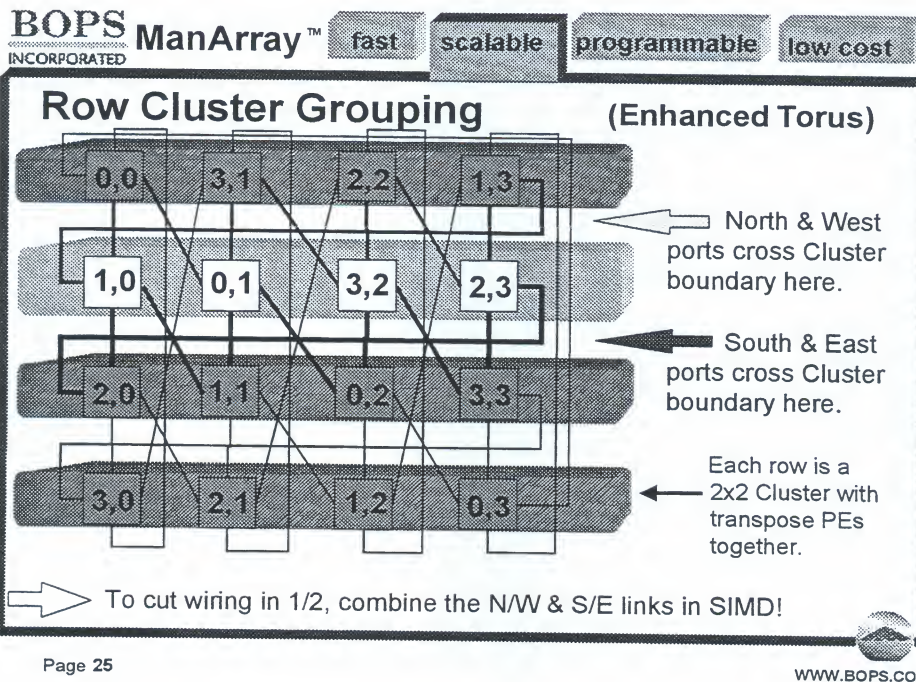 BOPS
INCORPORATED
ManArray™
fast
scalable
programmable
low cost
Row Cluster Grouping
(Enhanced Torus)
0,0 3,1 2,2 1,3
North & West
ports cross Cluster
boundary here.
1,0 0,1 3,2 2,3
South & East
ports cross Cluster
boundary here.
2,0 1,1 0,2 3,3
Each row is a
2x2 Cluster with
transpose PEs
together.
3,0 2,1 1,2 0,3
To cut wiring in 1/2, combine the N/W & S/E links in SIMD!
Page 25
WWW.BOPS.CO